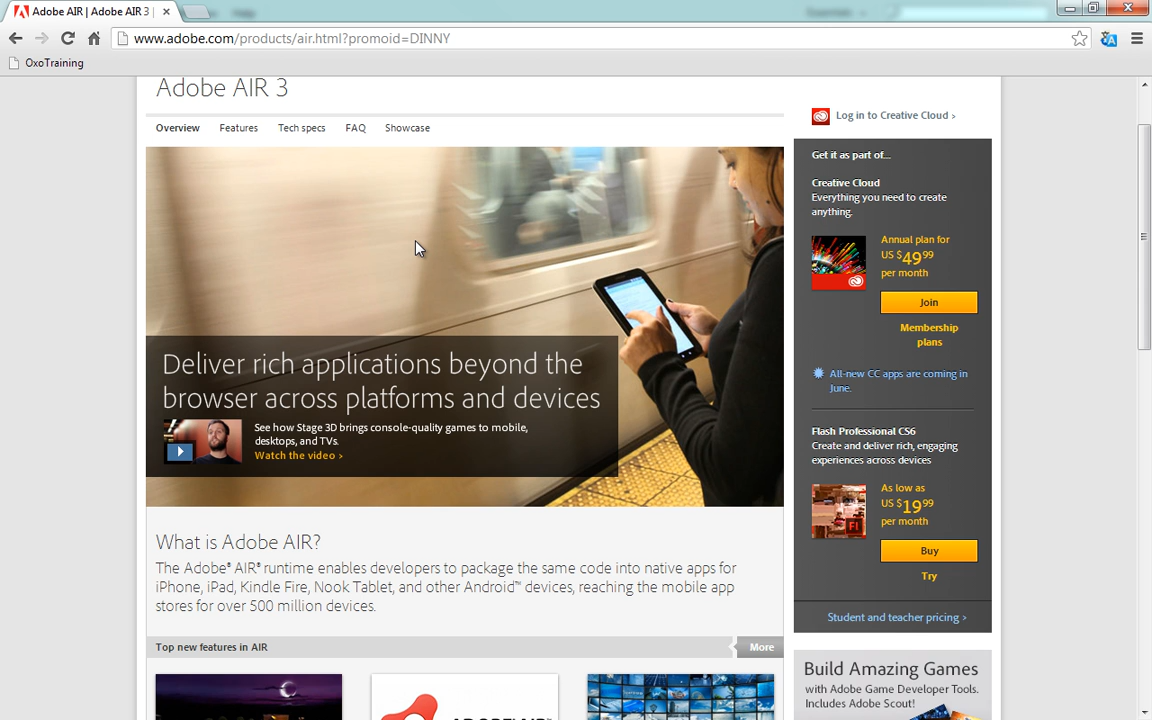 Adobe AIR | Adobe AIR 3 |
www.adobe.com/products/air.html?promoid=DINNY
OxoTraining
Adobe AIR 3
Overview Features Tech specs FAQ Showcase
Log in to Creative Cloud ›
Get it as part of...
Creative Cloud
Everything you need to create
anything.
Annual plan for
US $49⁹⁹
per month
Join
Membership
plans
All-new CC apps are coming in
June.
Flash Professional CS6
Create and deliver rich, engaging
experiences across devices
As low as
US $19⁹⁹
per month
Fl
Buy
Try
Student and teacher pricing ›
Deliver rich applications beyond the
browser across platforms and devices
See how Stage 3D brings console-quality games to mobile,
desktops, and TVs.
Watch the video ›
What is Adobe AIR?
The Adobe® AIR® runtime enables developers to package the same code into native apps for
iPhone, iPad, Kindle Fire, Nook Tablet, and other Android™ devices, reaching the mobile app
stores for over 500 million devices.
Top new features in AIR
More
Build Amazing Games
with Adobe Game Developer Tools.
Includes Adobe Scout!